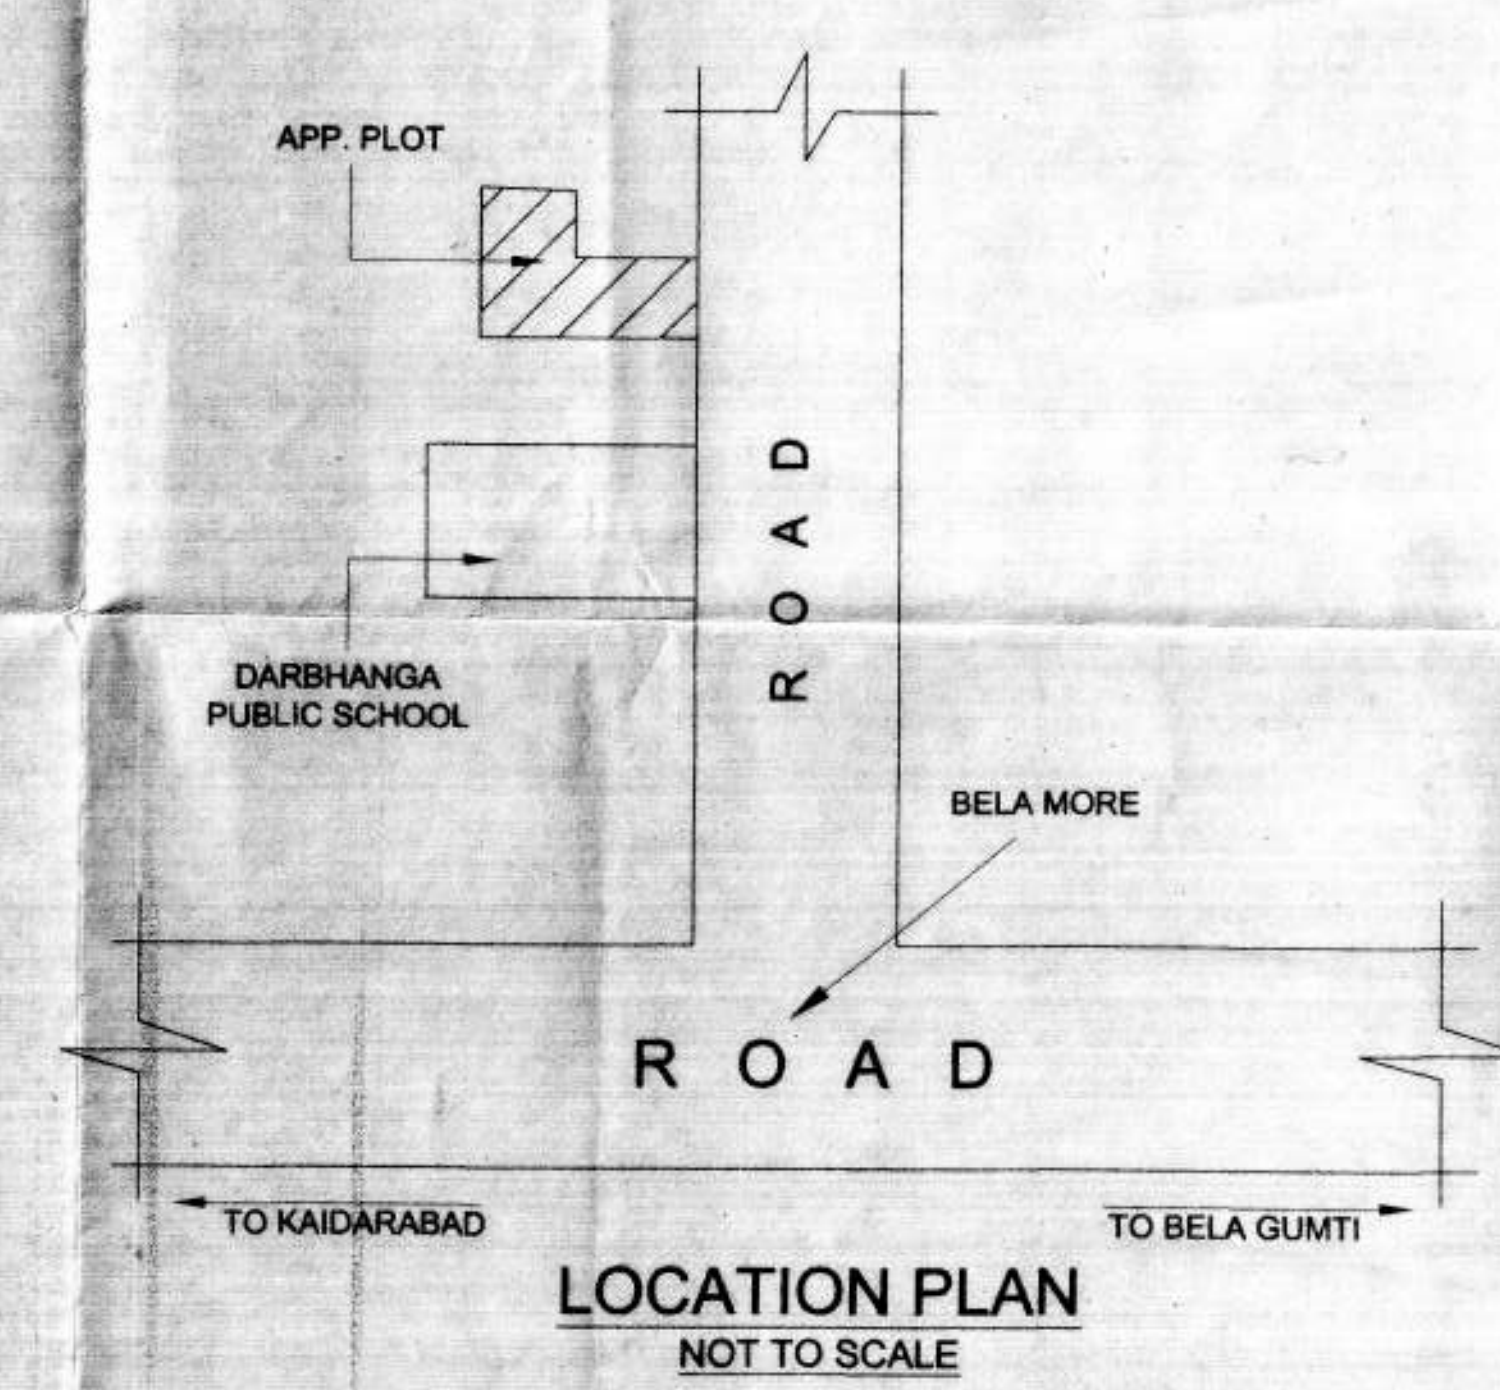 APP. PLOT
ROAD
DARBHANGA
PUBLIC SCHOOL
BELA MORE
ROAD
TO KAIDARABAD
TO BELA GUMTI
LOCATION PLAN
NOT TO SCALE